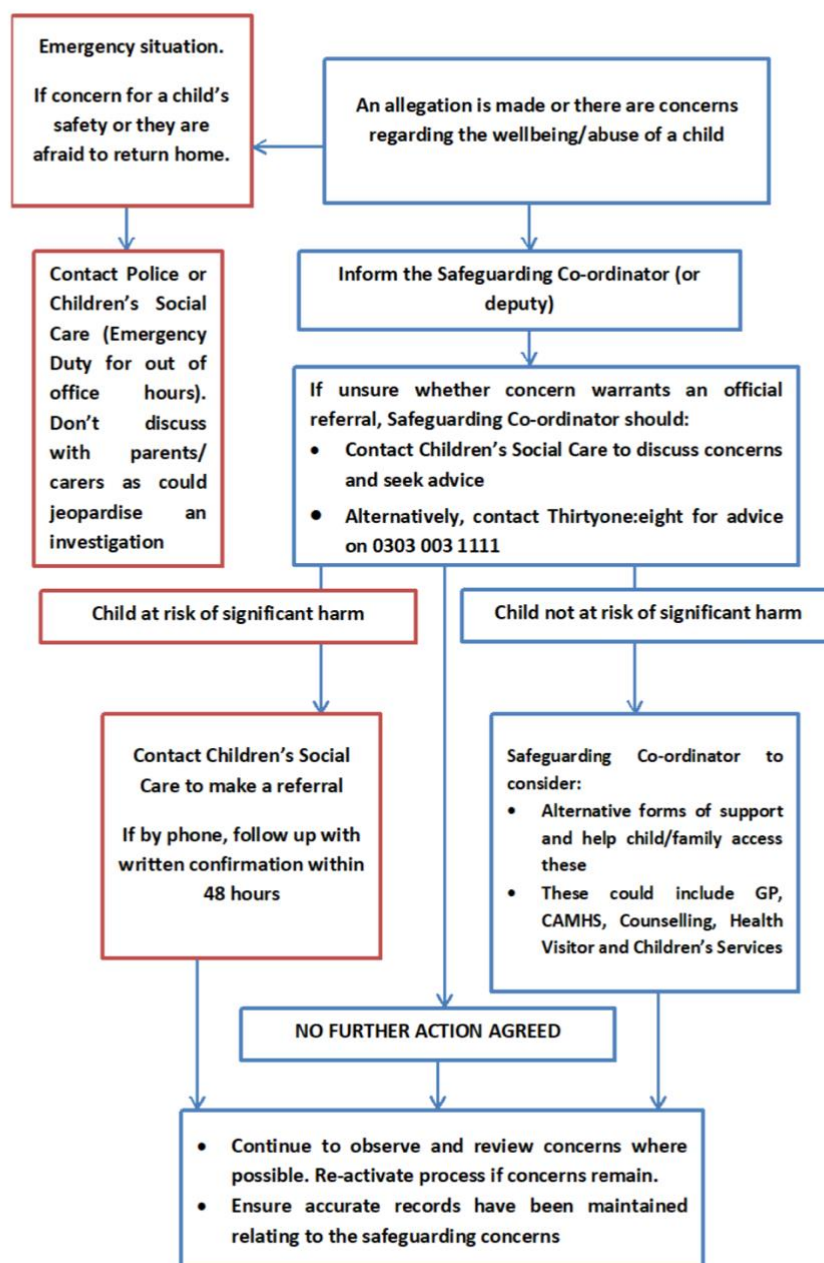 Emergency situation.
If concern for a child's
safety or they are
afraid to return home.
An allegation is made or there are concerns
regarding the wellbeing/abuse of a child
Contact Police or
Children's Social
Care (Emergency
Duty for out of
office hours).
Don't discuss
with parents/
carers as could
jeopardise an
investigation
Inform the Safeguarding Co-ordinator (or
deputy)
If unsure whether concern warrants an official
referral, Safeguarding Co-ordinator should:
• Contact Children's Social Care to discuss concerns
and seek advice
• Alternatively, contact Thirtyone:eight for advice
on 0303 003 1111
Child at risk of significant harm
Child not at risk of significant harm
Contact Children's Social
Care to make a referral
If by phone, follow up with
written confirmation within
48 hours
Safeguarding Co-ordinator to
consider:
• Alternative forms of support
and help child/family access
these
• These could include GP,
CAMHS, Counselling, Health
Visitor and Children's Services
NO FURTHER ACTION AGREED
• Continue to observe and review concerns where
possible. Re-activate process if concerns remain.
• Ensure accurate records have been maintained
relating to the safeguarding concerns